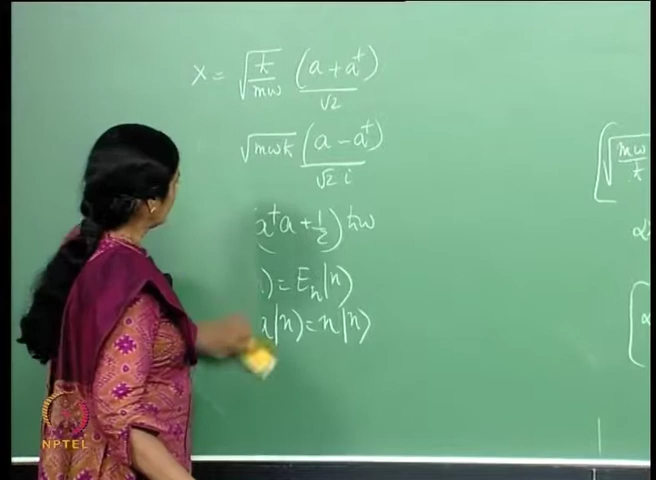 x = √(ħ/mω) (a + a†)/√2
√(mωħ) (a − a†)/(√2 i)
a†a + 1/2) ħω
) = Eₙ|n⟩
a|n⟩ = n|n⟩
[√(mω/ħ)
α
[α
NPTEL